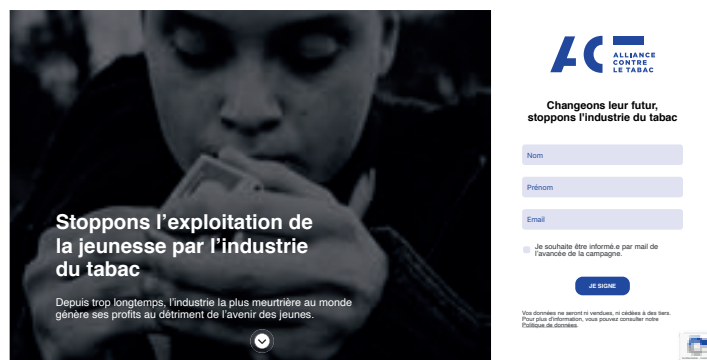 Stoppons l’exploitation de
la jeunesse par l’industrie
du tabac
Depuis trop longtemps, l’industrie la plus meurtrière au monde
génère ses profits au détriment de l’avenir des jeunes.
ACT
ALLIANCE
CONTRE
LE TABAC
Changeons leur futur,
stoppons l’industrie du tabac
Nom
Prénom
Email
Je souhaite être informé.e par mail de
l’avancée de la campagne.
JE SIGNE
Vos données ne seront ni vendues, ni cédées à des tiers.
Pour plus d’information, vous pouvez consulter notre
Politique de données.